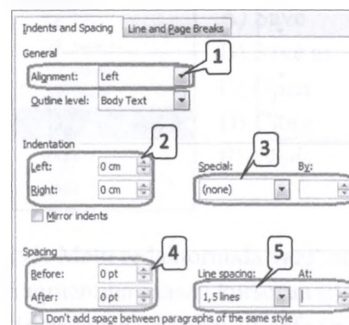 Indents and Spacing Line and Page Breaks
General
1
Alignment: Left
Outline level: Body Text
Indentation 2 3
Left: 0 cm Special: By:
Right: 0 cm (none)
Mirror indents
Spacing 4 5
Before: 0 pt Line spacing: At:
After: 0 pt 1,5 lines
Don't add space between paragraphs of the same style